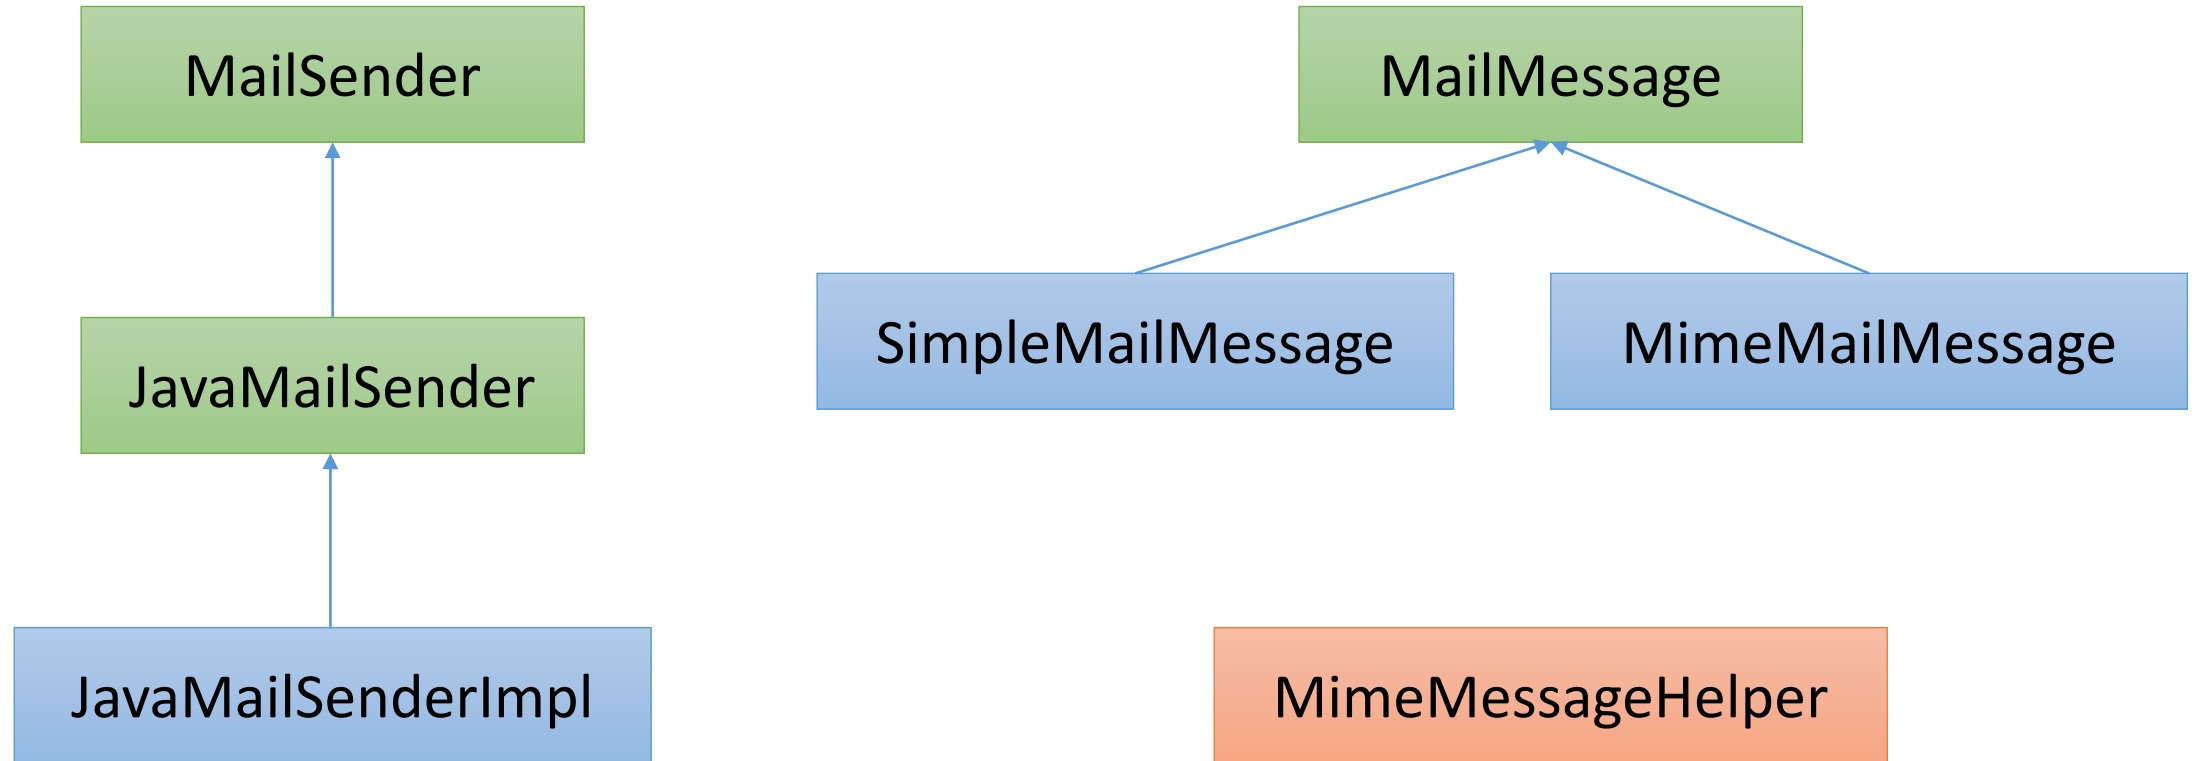 MailSender
MailMessage
SimpleMailMessage
MimeMailMessage
JavaMailSender
JavaMailSenderImpl
MimeMessageHelper